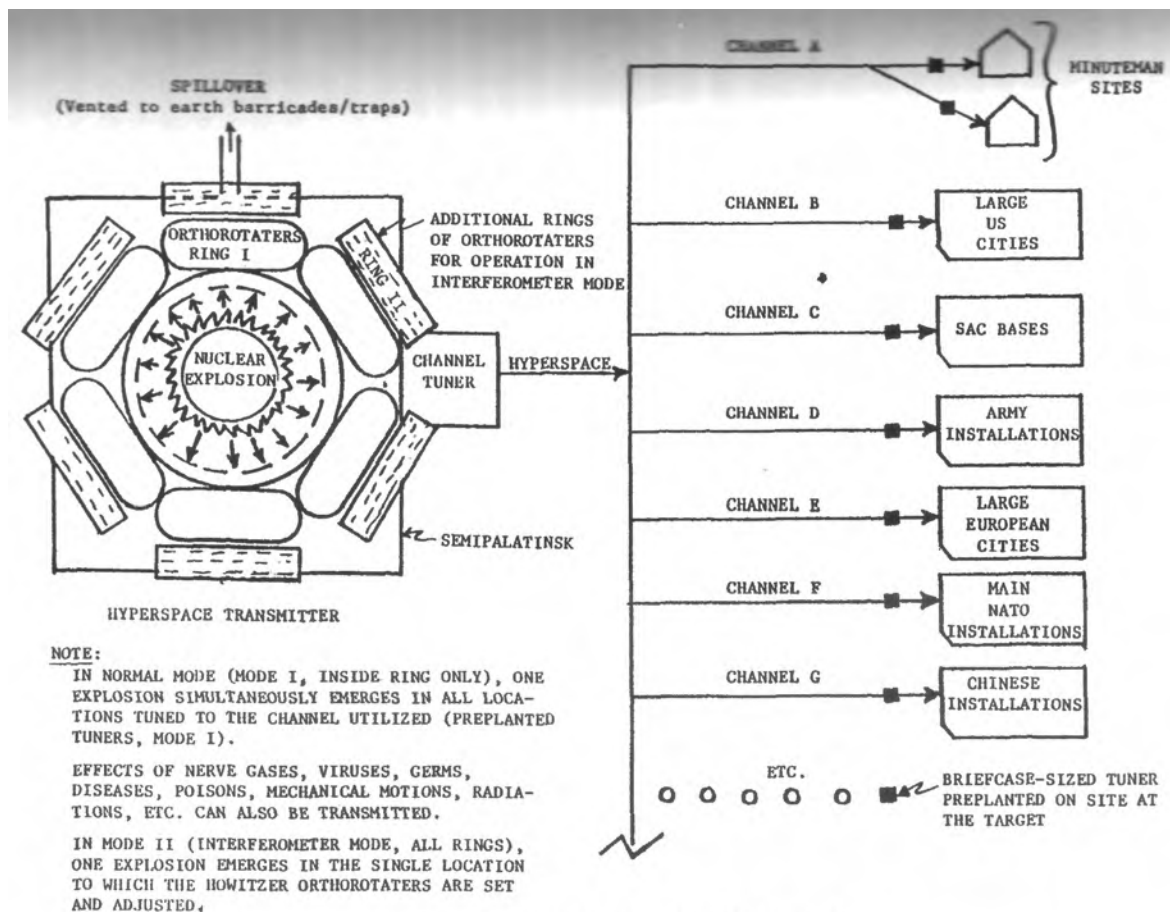 SPILLOVER
(Vented to earth barricades/traps)
ORTHOROTATERS
RING I
RING II
ADDITIONAL RINGS
OF ORTHOROTATERS
FOR OPERATION IN
INTERFEROMETER MODE
NUCLEAR
EXPLOSION
CHANNEL
TUNER
HYPERSPACE
SEMIPALATINSK
HYPERSPACE TRANSMITTER
NOTE:
IN NORMAL MODE (MODE I, INSIDE RING ONLY), ONE
EXPLOSION SIMULTANEOUSLY EMERGES IN ALL LOCA-
TIONS TUNED TO THE CHANNEL UTILIZED (PREPLANTED
TUNERS, MODE I).
EFFECTS OF NERVE GASES, VIRUSES, GERMS,
DISEASES, POISONS, MECHANICAL MOTIONS, RADIA-
TIONS, ETC. CAN ALSO BE TRANSMITTED.
IN MODE II (INTERFEROMETER MODE, ALL RINGS),
ONE EXPLOSION EMERGES IN THE SINGLE LOCATION
TO WHICH THE HOWITZER ORTHOROTATERS ARE SET
AND ADJUSTED.
CHANNEL A
MINUTEMAN
SITES
CHANNEL B
LARGE
US
CITIES
CHANNEL C
SAC BASES
CHANNEL D
ARMY
INSTALLATIONS
CHANNEL E
LARGE
EUROPEAN
CITIES
CHANNEL F
MAIN
NATO
INSTALLATIONS
CHANNEL G
CHINESE
INSTALLATIONS
ETC.
BRIEFCASE-SIZED TUNER
PREPLANTED ON SITE AT
THE TARGET